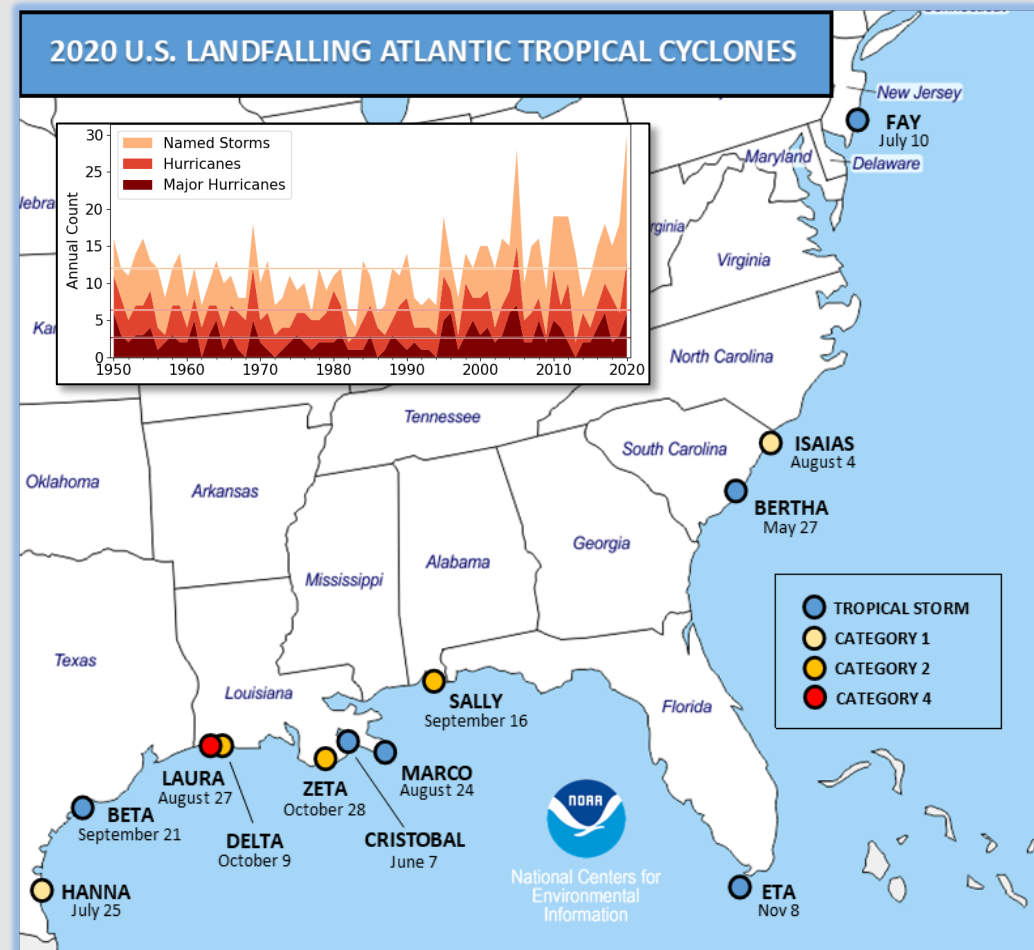 2020 U.S. LANDFALLING ATLANTIC TROPICAL CYCLONES
New Jersey
FAY
July 10
Maryland
Delaware
Named Storms
Hurricanes
Major Hurricanes
Annual Count
30
25
20
15
10
5
0
1950 1960 1970 1980 1990 2000 2010 2020
Virginia
North Carolina
Tennessee
South Carolina
ISAIAS
August 4
Oklahoma
Arkansas
BERTHA
May 27
Georgia
Alabama
Mississippi
TROPICAL STORM
CATEGORY 1
CATEGORY 2
CATEGORY 4
Texas
Louisiana
SALLY
September 16
Florida
LAURA
August 27
ZETA
October 28
MARCO
August 24
BETA
September 21
DELTA
October 9
CRISTOBAL
June 7
NOAA
National Centers for
Environmental
Information
HANNA
July 25
ETA
Nov 8